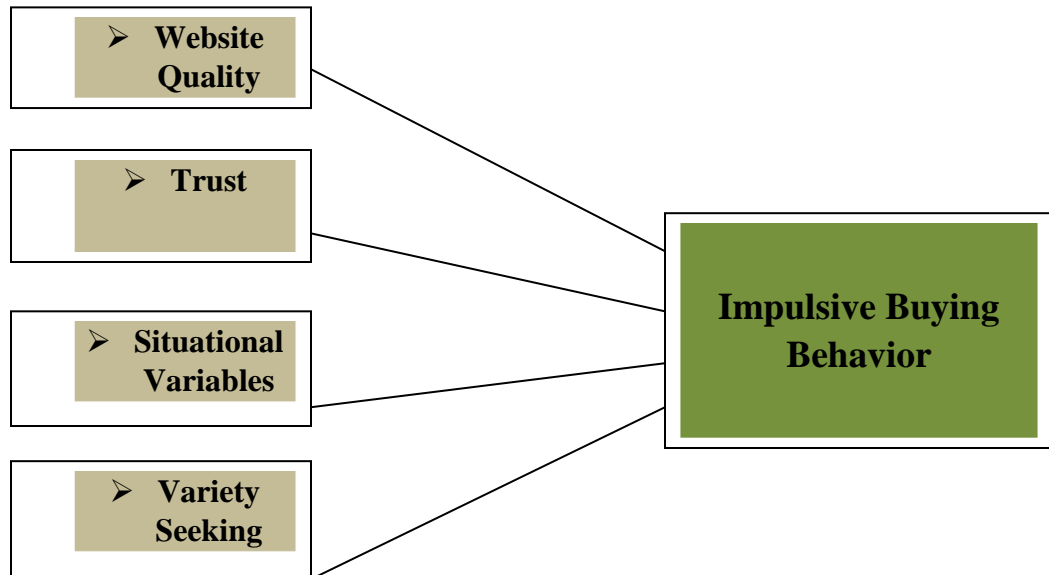 ➢ Website
Quality
➢ Trust
➢ Situational
Variables
➢ Variety
Seeking
Impulsive Buying
Behavior